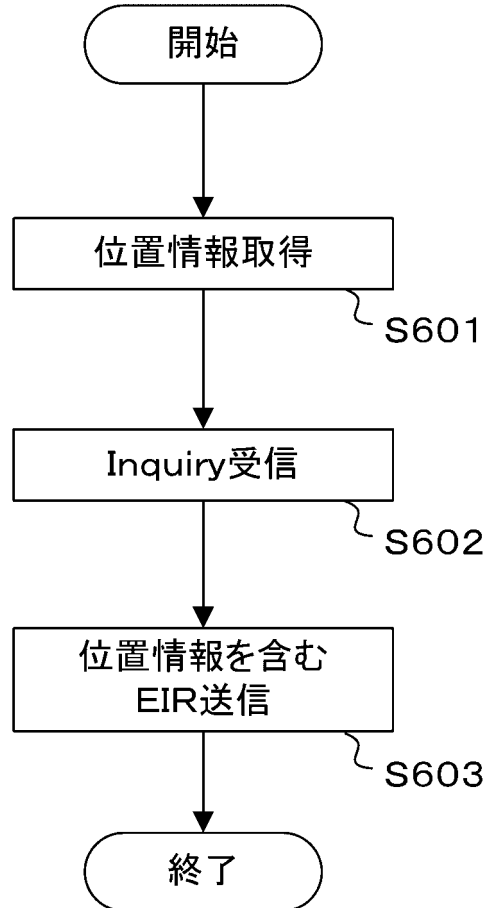 開始
位置情報取得
S601
Inquiry受信
S602
位置情報を含む
EIR送信
S603
終了